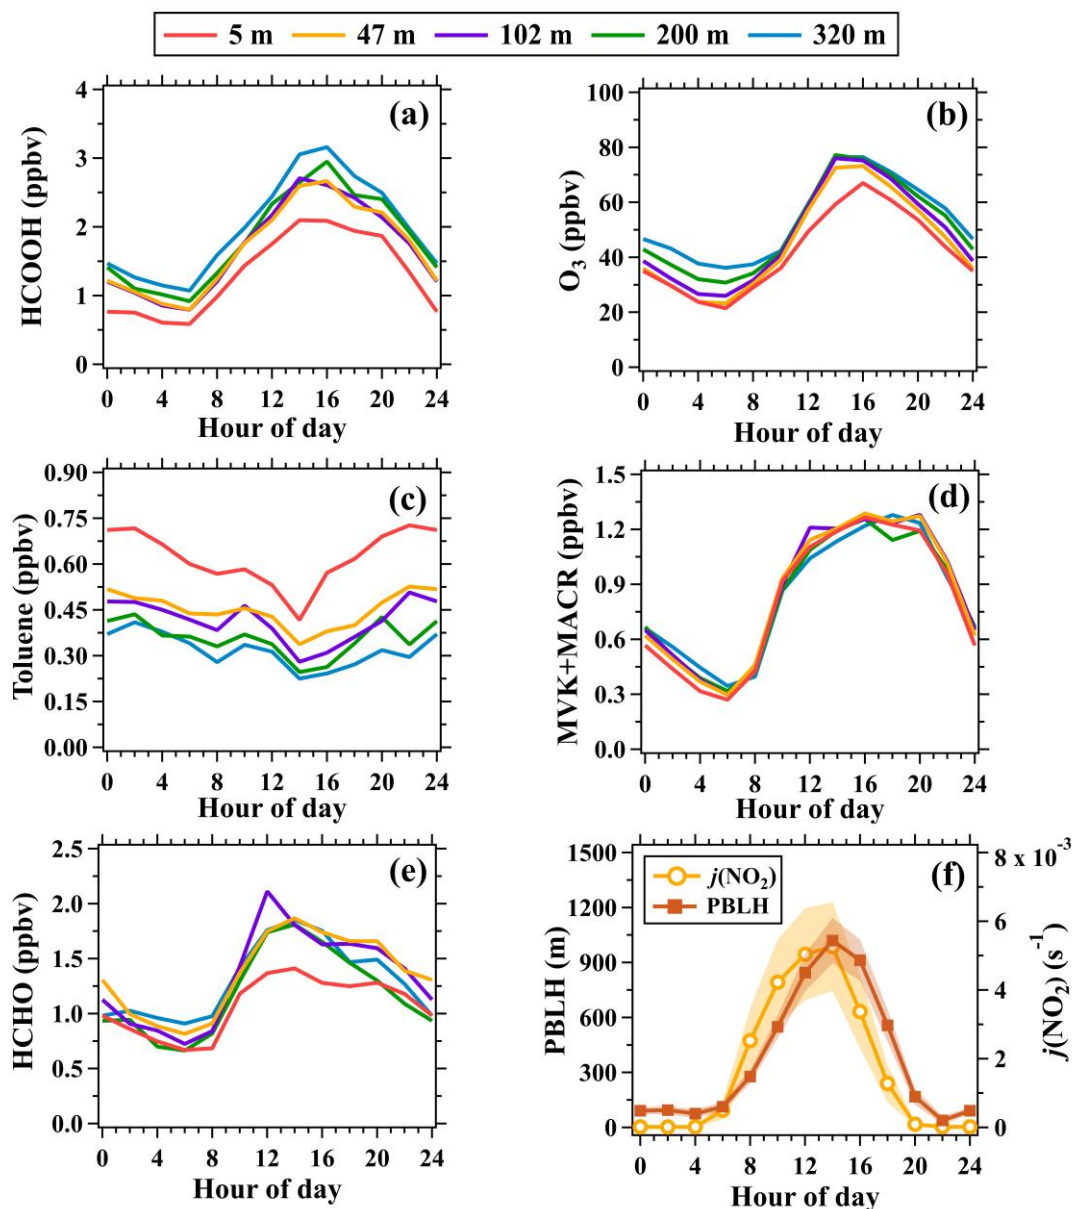 5 m 47 m 102 m 200 m 320 m
(a)
HCOOH (ppbv)
4
3
2
1
0
0 4 8 12 16 20 24
Hour of day
(b)
O3 (ppbv)
100
80
60
40
20
0
0 4 8 12 16 20 24
Hour of day
(c)
Toluene (ppbv)
0.90
0.75
0.60
0.45
0.30
0.15
0.00
0 4 8 12 16 20 24
Hour of day
(d)
MVK+MACR (ppbv)
1.5
1.2
0.9
0.6
0.3
0.0
0 4 8 12 16 20 24
Hour of day
(e)
HCHO (ppbv)
2.5
2.0
1.5
1.0
0.5
0.0
0 4 8 12 16 20 24
Hour of day
(f)
j(NO2)
PBLH
PBLH (m)
1500
1200
900
600
300
0
8 x 10-3
6
4
2
0
j(NO2) (s-1)
0 4 8 12 16 20 24
Hour of day